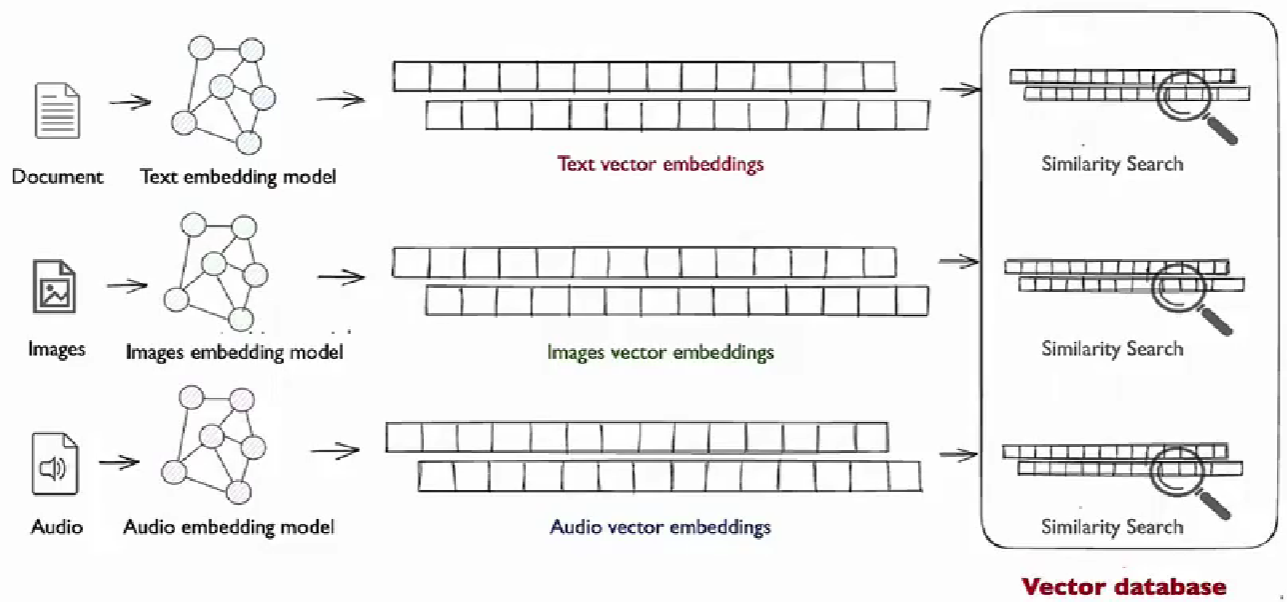 Document
Text embedding model
Text vector embeddings
Similarity Search
Images
Images embedding model
Images vector embeddings
Similarity Search
Audio
Audio embedding model
Audio vector embeddings
Similarity Search
Vector database